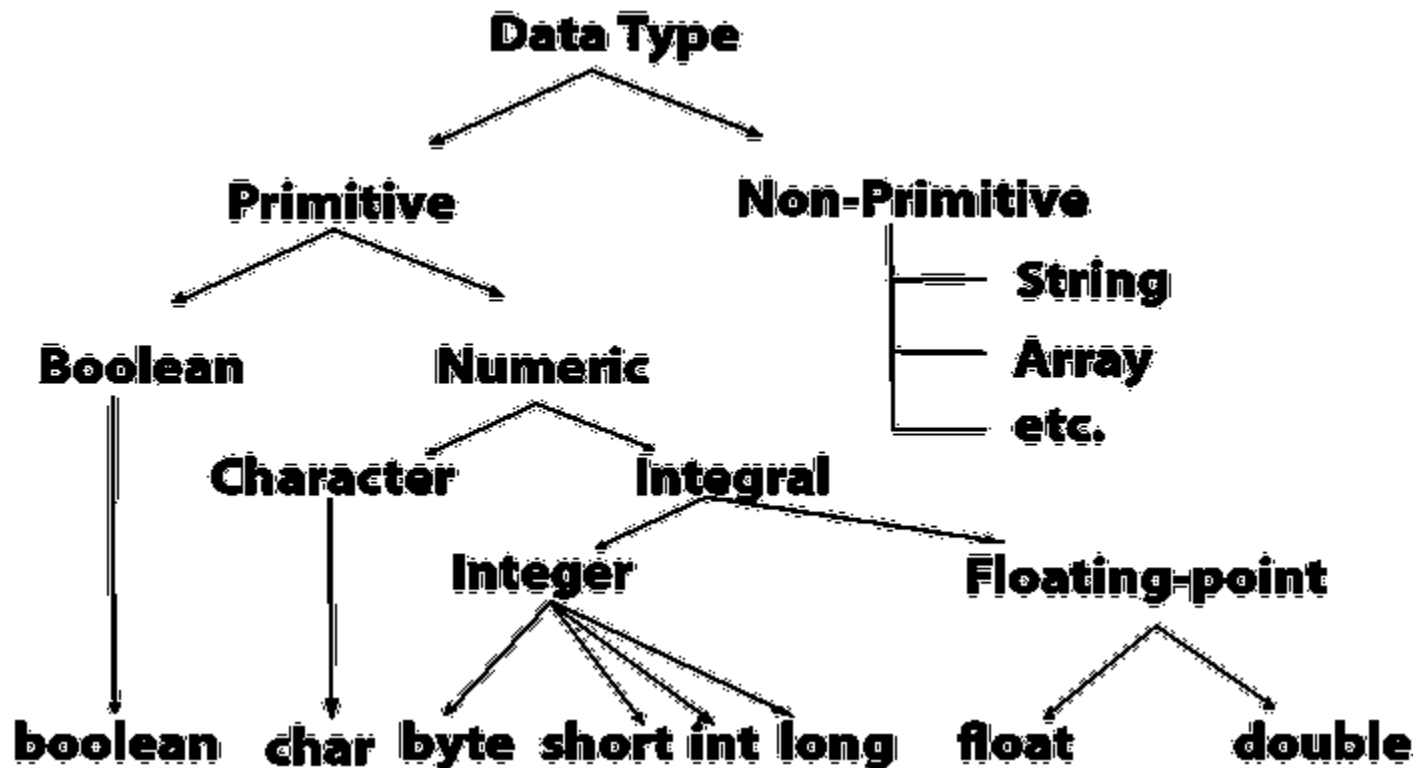 Data Type
Primitive
Non-Primitive
String
Boolean
Numeric
Array
etc.
Character
Integral
Integer
Floating-point
boolean
char
byte
short
int
long
float
double